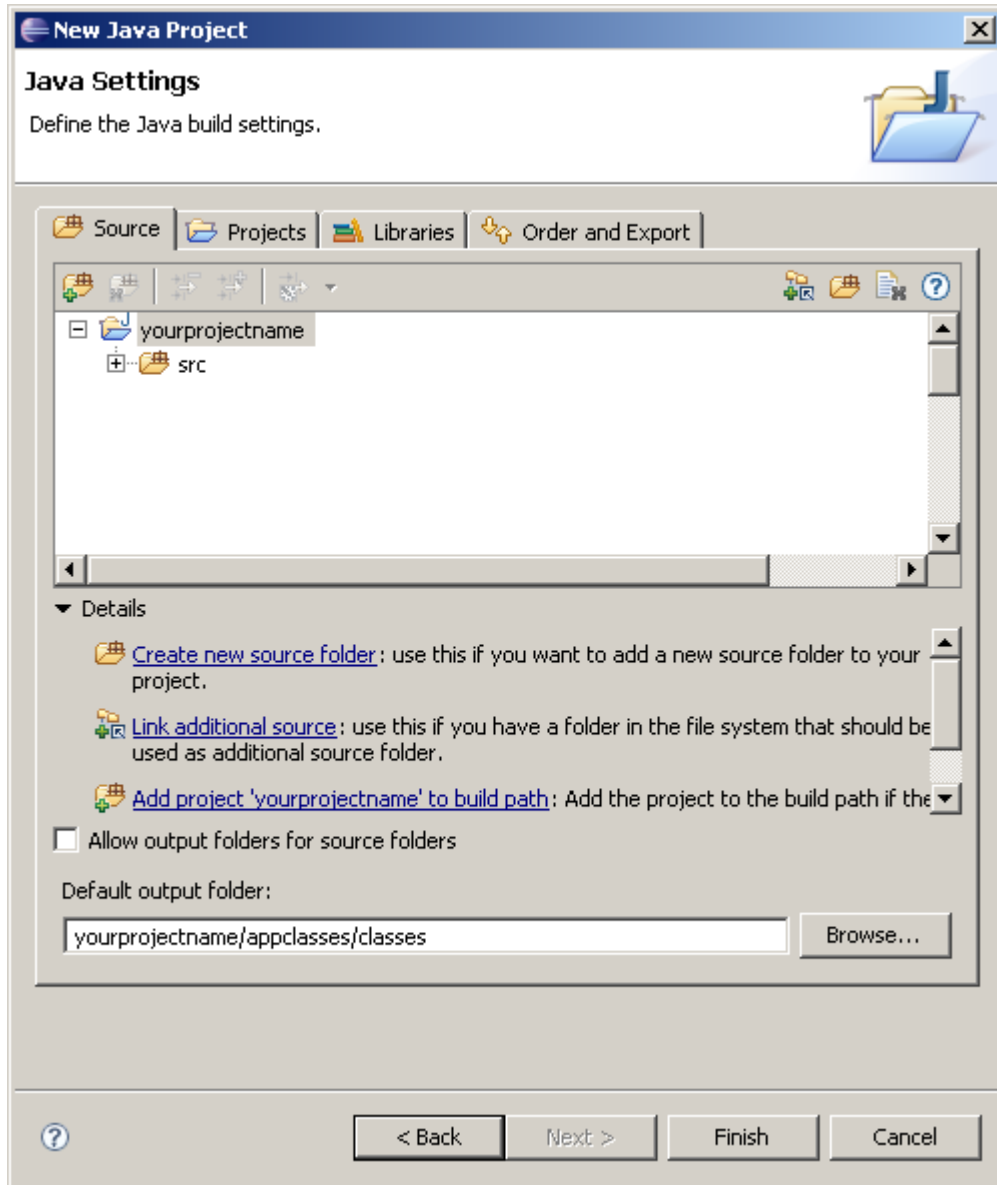 New Java Project
Java Settings
Define the Java build settings.
Source Projects Libraries Order and Export
yourprojectname
src
Details
Create new source folder: use this if you want to add a new source folder to your
project.
Link additional source: use this if you have a folder in the file system that should be
used as additional source folder.
Add project 'yourprojectname' to build path: Add the project to the build path if the
Allow output folders for source folders
Default output folder:
yourprojectname/appclasses/classes Browse...
< Back Next > Finish Cancel